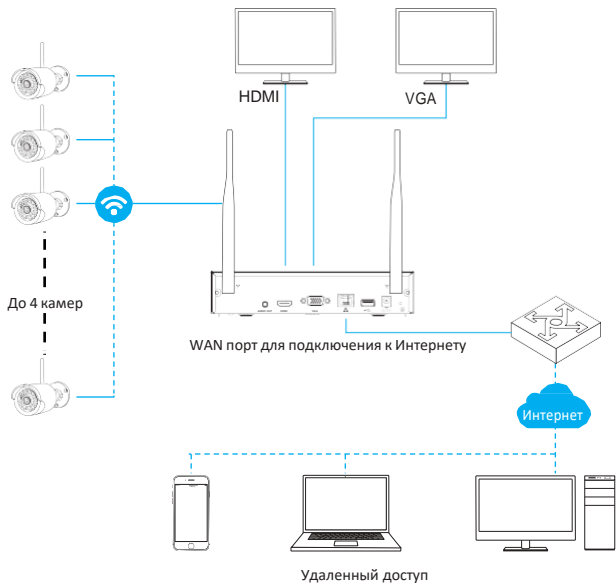 HDMI
VGA
До 4 камер
WAN порт для подключения к Интернету
Интернет
Удаленный доступ